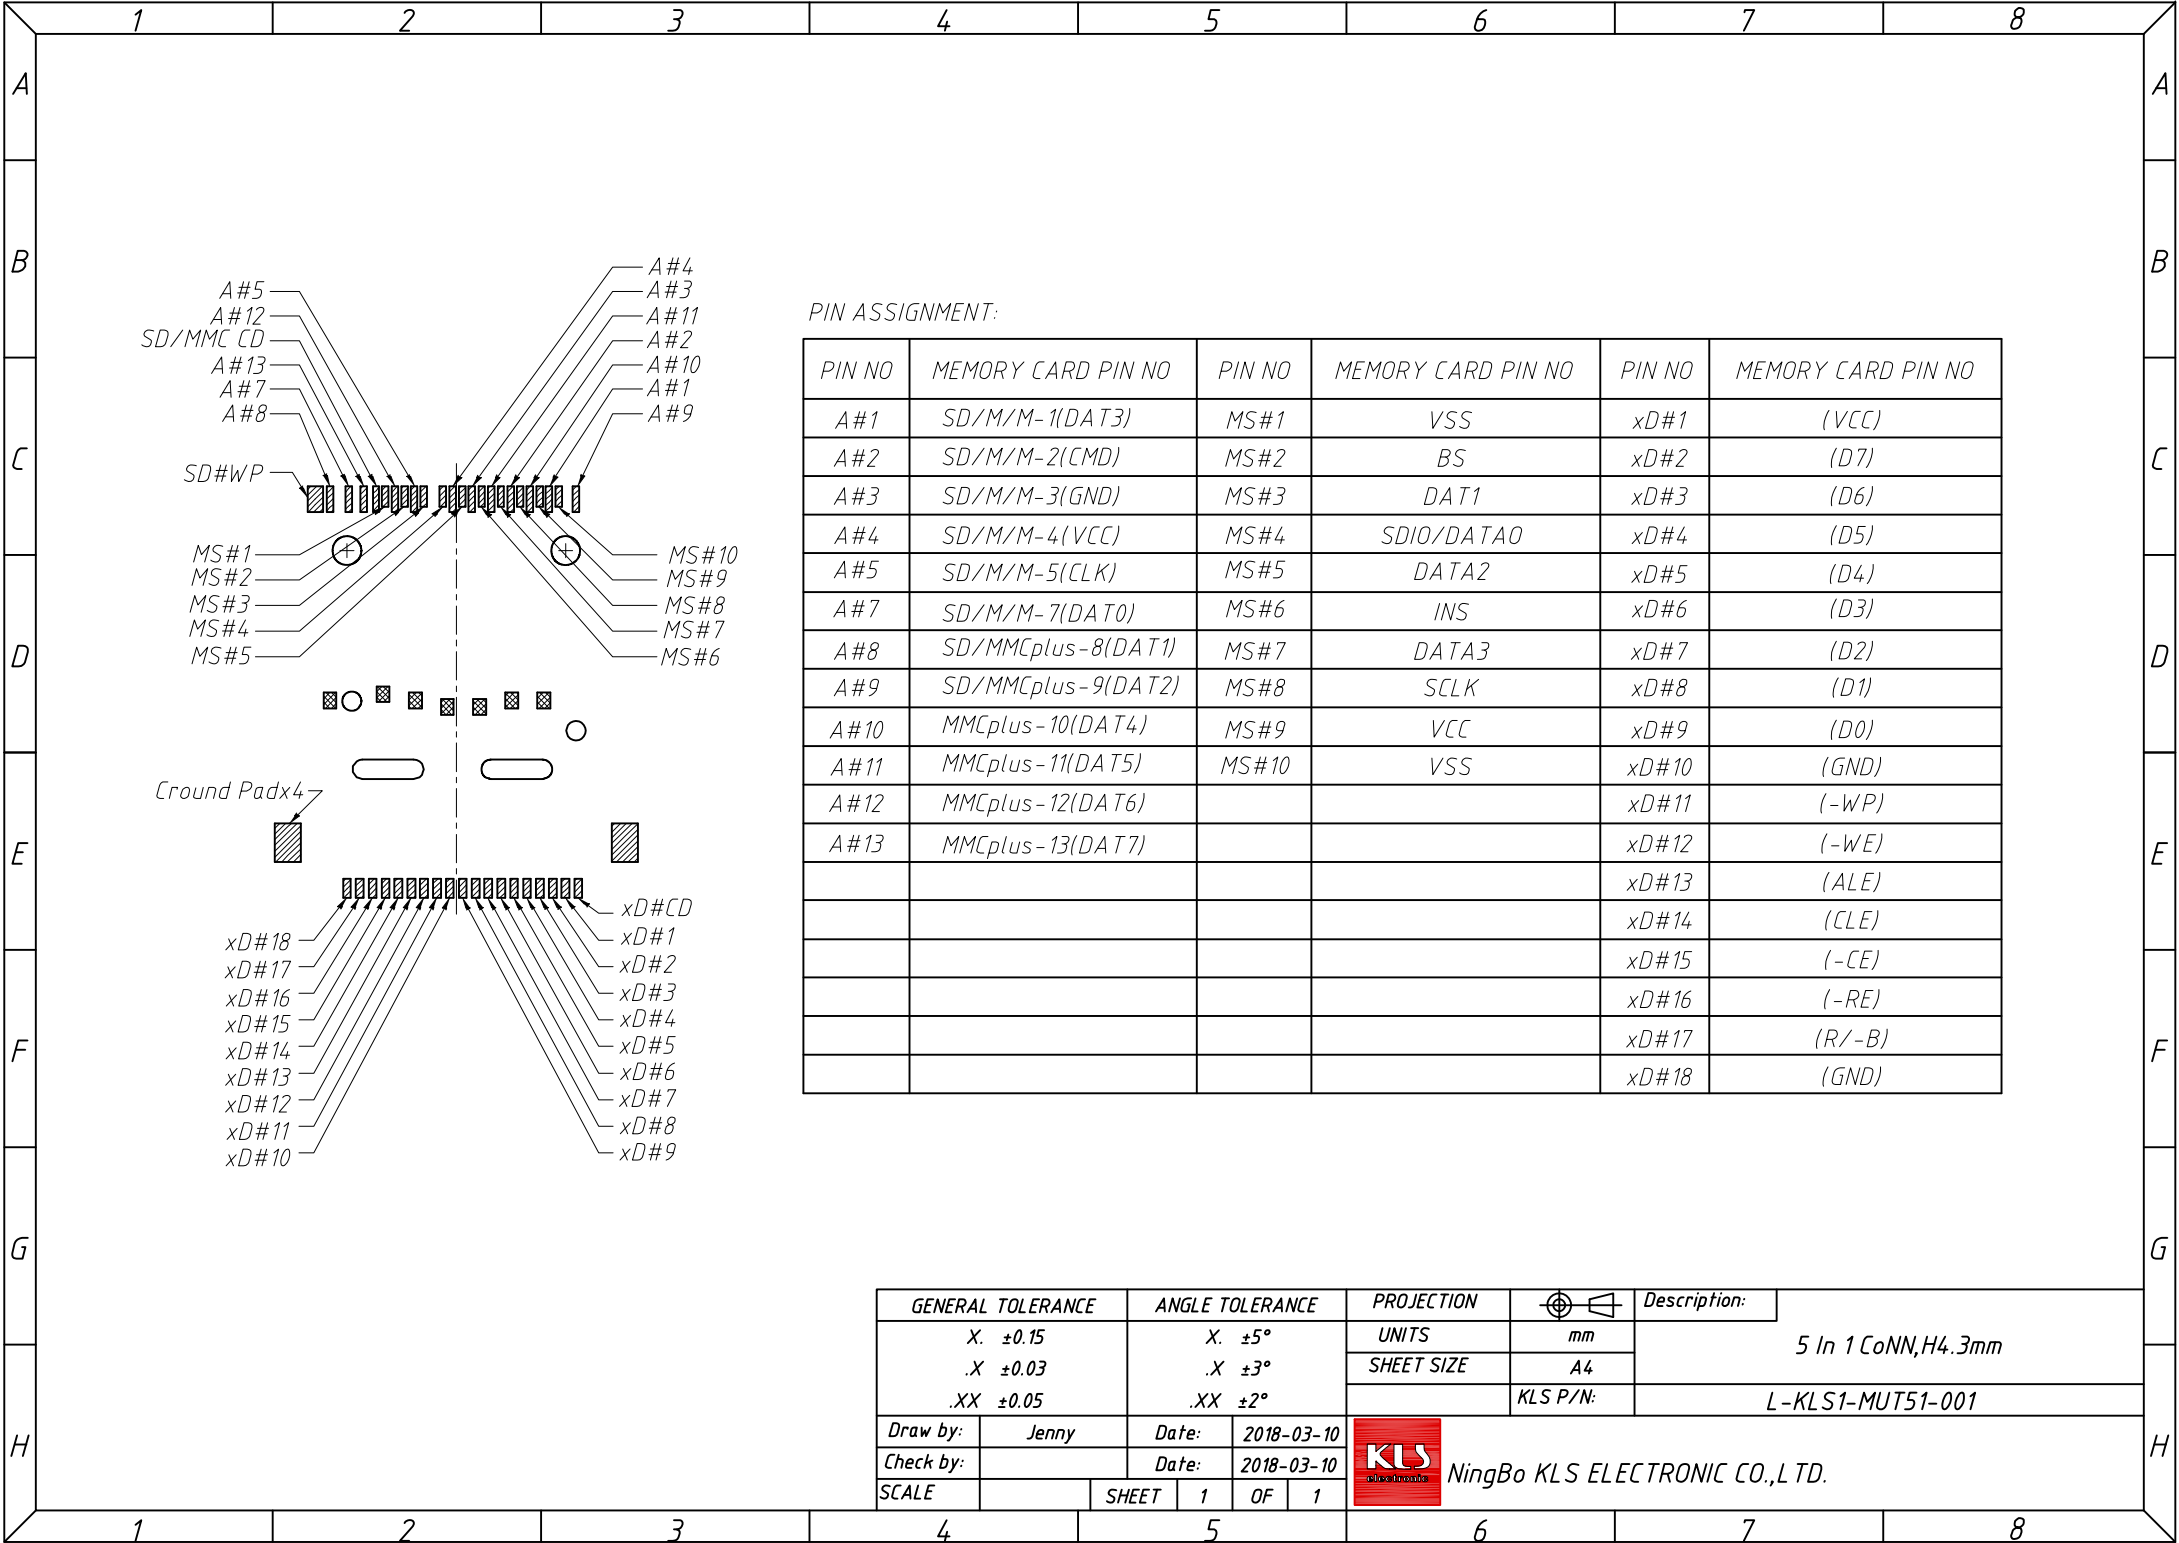 1 2 3 4 5 6 7 8
A A
B B
C C
D D
E E
F F
G G
H H
A#5
A#12
SD/MMC CD
A#13
A#7
A#8
SD#WP
A#4
A#3
A#11
A#2
A#10
A#1
A#9
MS#1
MS#2
MS#3
MS#4
MS#5
MS#10
MS#9
MS#8
MS#7
MS#6
Cround Padx4
xD#18
xD#17
xD#16
xD#15
xD#14
xD#13
xD#12
xD#11
xD#10
xD#CD
xD#1
xD#2
xD#3
xD#4
xD#5
xD#6
xD#7
xD#8
xD#9
PIN ASSIGNMENT:
PIN NO MEMORY CARD PIN NO PIN NO MEMORY CARD PIN NO PIN NO MEMORY CARD PIN NO
A#1 SD/M/M-1(DAT3) MS#1 VSS xD#1 (VCC)
A#2 SD/M/M-2(CMD) MS#2 BS xD#2 (D7)
A#3 SD/M/M-3(GND) MS#3 DAT1 xD#3 (D6)
A#4 SD/M/M-4(VCC) MS#4 SDIO/DATAO xD#4 (D5)
A#5 SD/M/M-5(CLK) MS#5 DATA2 xD#5 (D4)
A#7 SD/M/M-7(DAT0) MS#6 INS xD#6 (D3)
A#8 SD/MMCplus-8(DAT1) MS#7 DATA3 xD#7 (D2)
A#9 SD/MMCplus-9(DAT2) MS#8 SCLK xD#8 (D1)
A#10 MMCplus-10(DAT4) MS#9 VCC xD#9 (D0)
A#11 MMCplus-11(DAT5) MS#10 VSS xD#10 (GND)
A#12 MMCplus-12(DAT6) xD#11 (-WP)
A#13 MMCplus-13(DAT7) xD#12 (-WE)
xD#13 (ALE)
xD#14 (CLE)
xD#15 (-CE)
xD#16 (-RE)
xD#17 (R/-B)
xD#18 (GND)
GENERAL TOLERANCE ANGLE TOLERANCE PROJECTION Description:
X. ±0.15 X. ±5° UNITS mm
5 In 1 CoNN,H4.3mm
.X ±0.03 .X ±3° SHEET SIZE A4
.XX ±0.05 .XX ±2° KLS P/N: L-KLS1-MUT51-001
Draw by: Jenny Date: 2018-03-10
Check by: Date: 2018-03-10
SCALE SHEET 1 OF 1
KLS
electronic
NingBo KLS ELECTRONIC CO.,LTD.
1 2 3 4 5 6 7 8